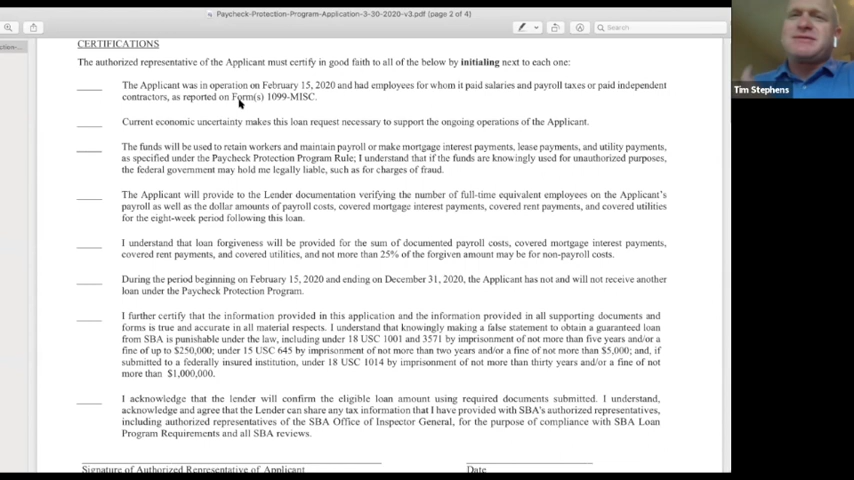 Paycheck-Protection-Program-Application-3-30-2020-v3.pdf (page 2 of 4)
Search
Tim Stephens
CERTIFICATIONS
The authorized representative of the Applicant must certify in good faith to all of the below by initialing next to each one:
The Applicant was in operation on February 15, 2020 and had employees for whom it paid salaries and payroll taxes or paid independent
contractors, as reported on Form(s) 1099-MISC.
Current economic uncertainty makes this loan request necessary to support the ongoing operations of the Applicant.
The funds will be used to retain workers and maintain payroll or make mortgage interest payments, lease payments, and utility payments,
as specified under the Paycheck Protection Program Rule; I understand that if the funds are knowingly used for unauthorized purposes,
the federal government may hold me legally liable, such as for charges of fraud.
The Applicant will provide to the Lender documentation verifying the number of full-time equivalent employees on the Applicant's
payroll as well as the dollar amounts of payroll costs, covered mortgage interest payments, covered rent payments, and covered utilities
for the eight-week period following this loan.
I understand that loan forgiveness will be provided for the sum of documented payroll costs, covered mortgage interest payments,
covered rent payments, and covered utilities, and not more than 25% of the forgiven amount may be for non-payroll costs.
During the period beginning on February 15, 2020 and ending on December 31, 2020, the Applicant has not and will not receive another
loan under the Paycheck Protection Program.
I further certify that the information provided in this application and the information provided in all supporting documents and
forms is true and accurate in all material respects. I understand that knowingly making a false statement to obtain a guaranteed loan
from SBA is punishable under the law, including under 18 USC 1001 and 3571 by imprisonment of not more than five years and/or a
fine of up to $250,000; under 15 USC 645 by imprisonment of not more than two years and/or a fine of not more than $5,000; and, if
submitted to a federally insured institution, under 18 USC 1014 by imprisonment of not more than thirty years and/or a fine of not
more than $1,000,000.
I acknowledge that the lender will confirm the eligible loan amount using required documents submitted. I understand,
acknowledge and agree that the Lender can share any tax information that I have provided with SBA's authorized representatives,
including authorized representatives of the SBA Office of Inspector General, for the purpose of compliance with SBA Loan
Program Requirements and all SBA reviews.
Signature of Authorized Representative of Applicant
Date